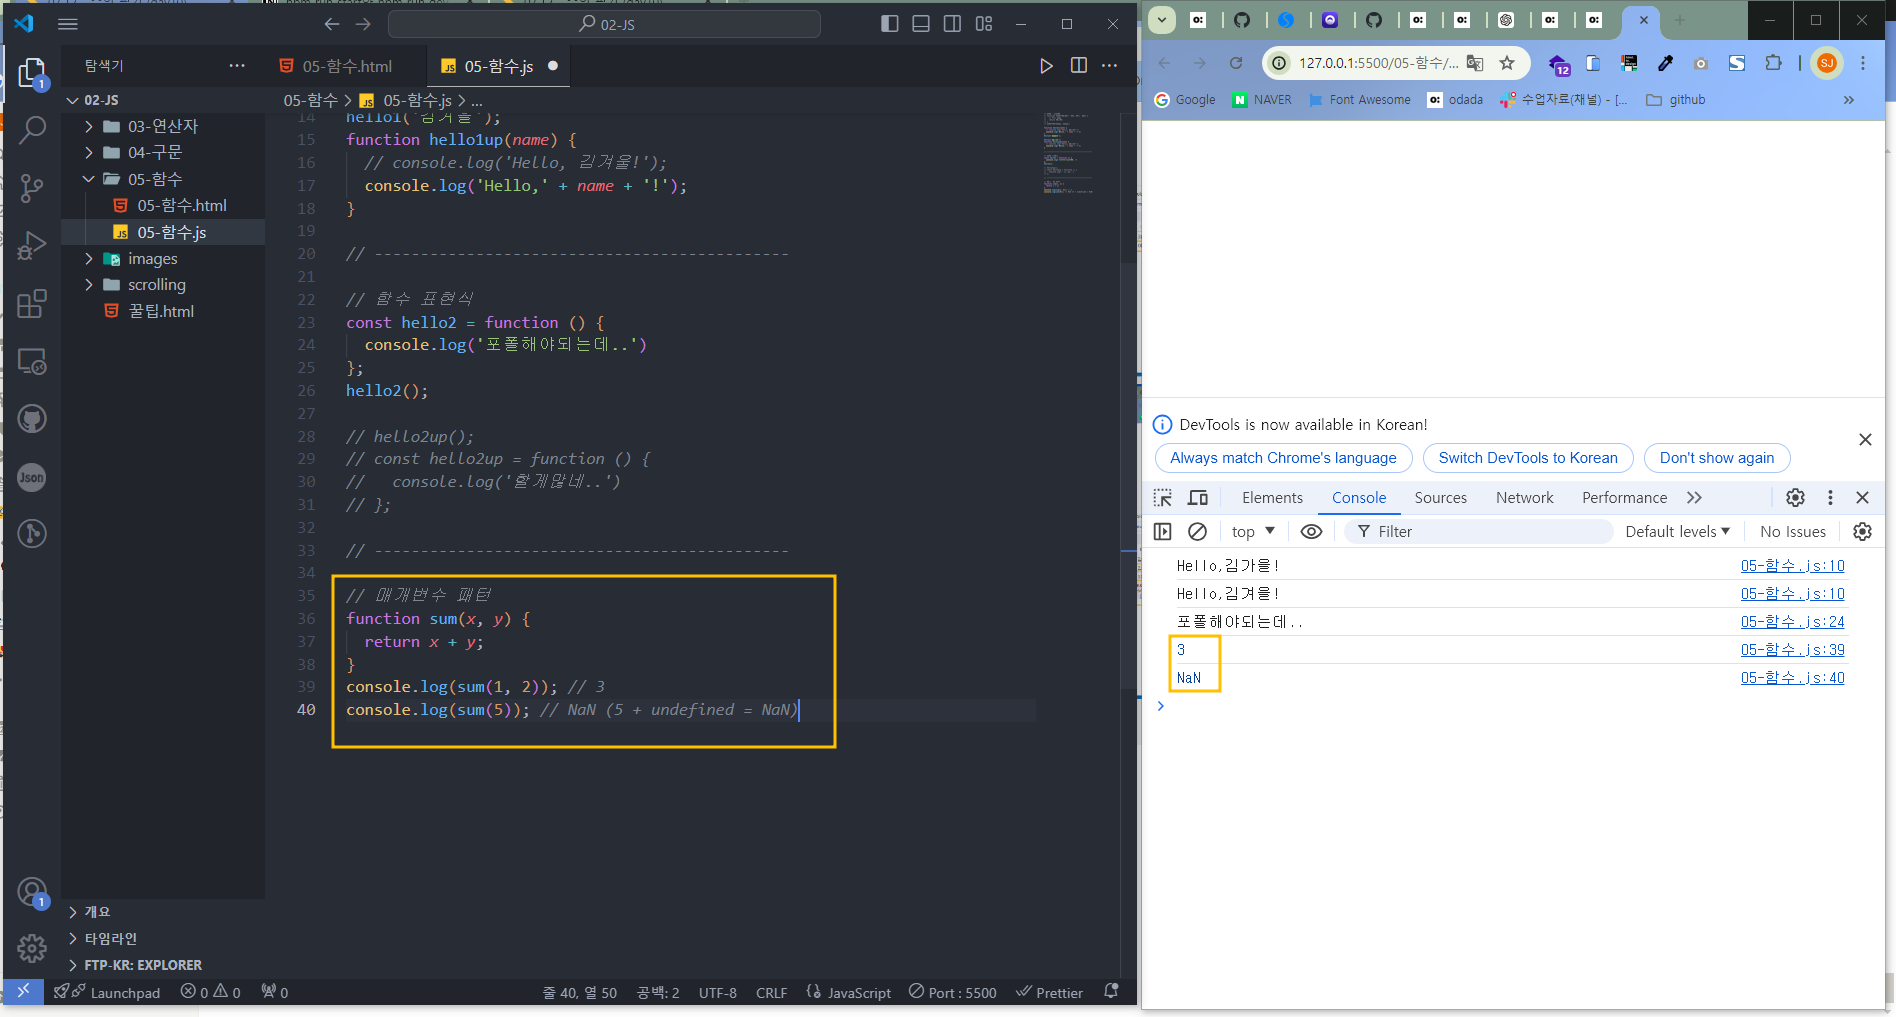 02-JS
탐색기
05-함수.html
05-함수.js
02-JS
03-연산자
04-구문
05-함수
05-함수.html
05-함수.js
images
scrolling
꿀팁.html
개요
타임라인
FTP-KR: EXPLORER
05-함수 > JS 05-함수.js > ...
14 hello1('김겨울');
15 function hello1up(name) {
16 // console.log('Hello, 김겨울!');
17 console.log('Hello,' + name + '!');
18 }
19
20 // ---------------------------------------------
21
22 // 함수 표현식
23 const hello2 = function () {
24 console.log('포폴해야되는데..')
25 };
26 hello2();
27
28 // hello2up();
29 // const hello2up = function () {
30 // console.log('할게많네..')
31 // };
32
33 // ---------------------------------------------
34
35 // 매개변수 패턴
36 function sum(x, y) {
37 return x + y;
38 }
39 console.log(sum(1, 2)); // 3
40 console.log(sum(5)); // NaN (5 + undefined = NaN)
Json
1
1
Launchpad 0 0 0
줄 40, 열 50 공백: 2 UTF-8 CRLF JavaScript Port : 5500 Prettier
127.0.0.1:5500/05-함수/...
12
SJ
Google NAVER Font Awesome odada 수업자료(채널) - [... github
DevTools is now available in Korean!
Always match Chrome's language Switch DevTools to Korean Don't show again
Elements Console Sources Network Performance
top Filter Default levels No Issues
Hello,김가을! 05-함수.js:10
Hello,김겨울! 05-함수.js:10
포폴해야되는데.. 05-함수.js:24
3 05-함수.js:39
NaN 05-함수.js:40